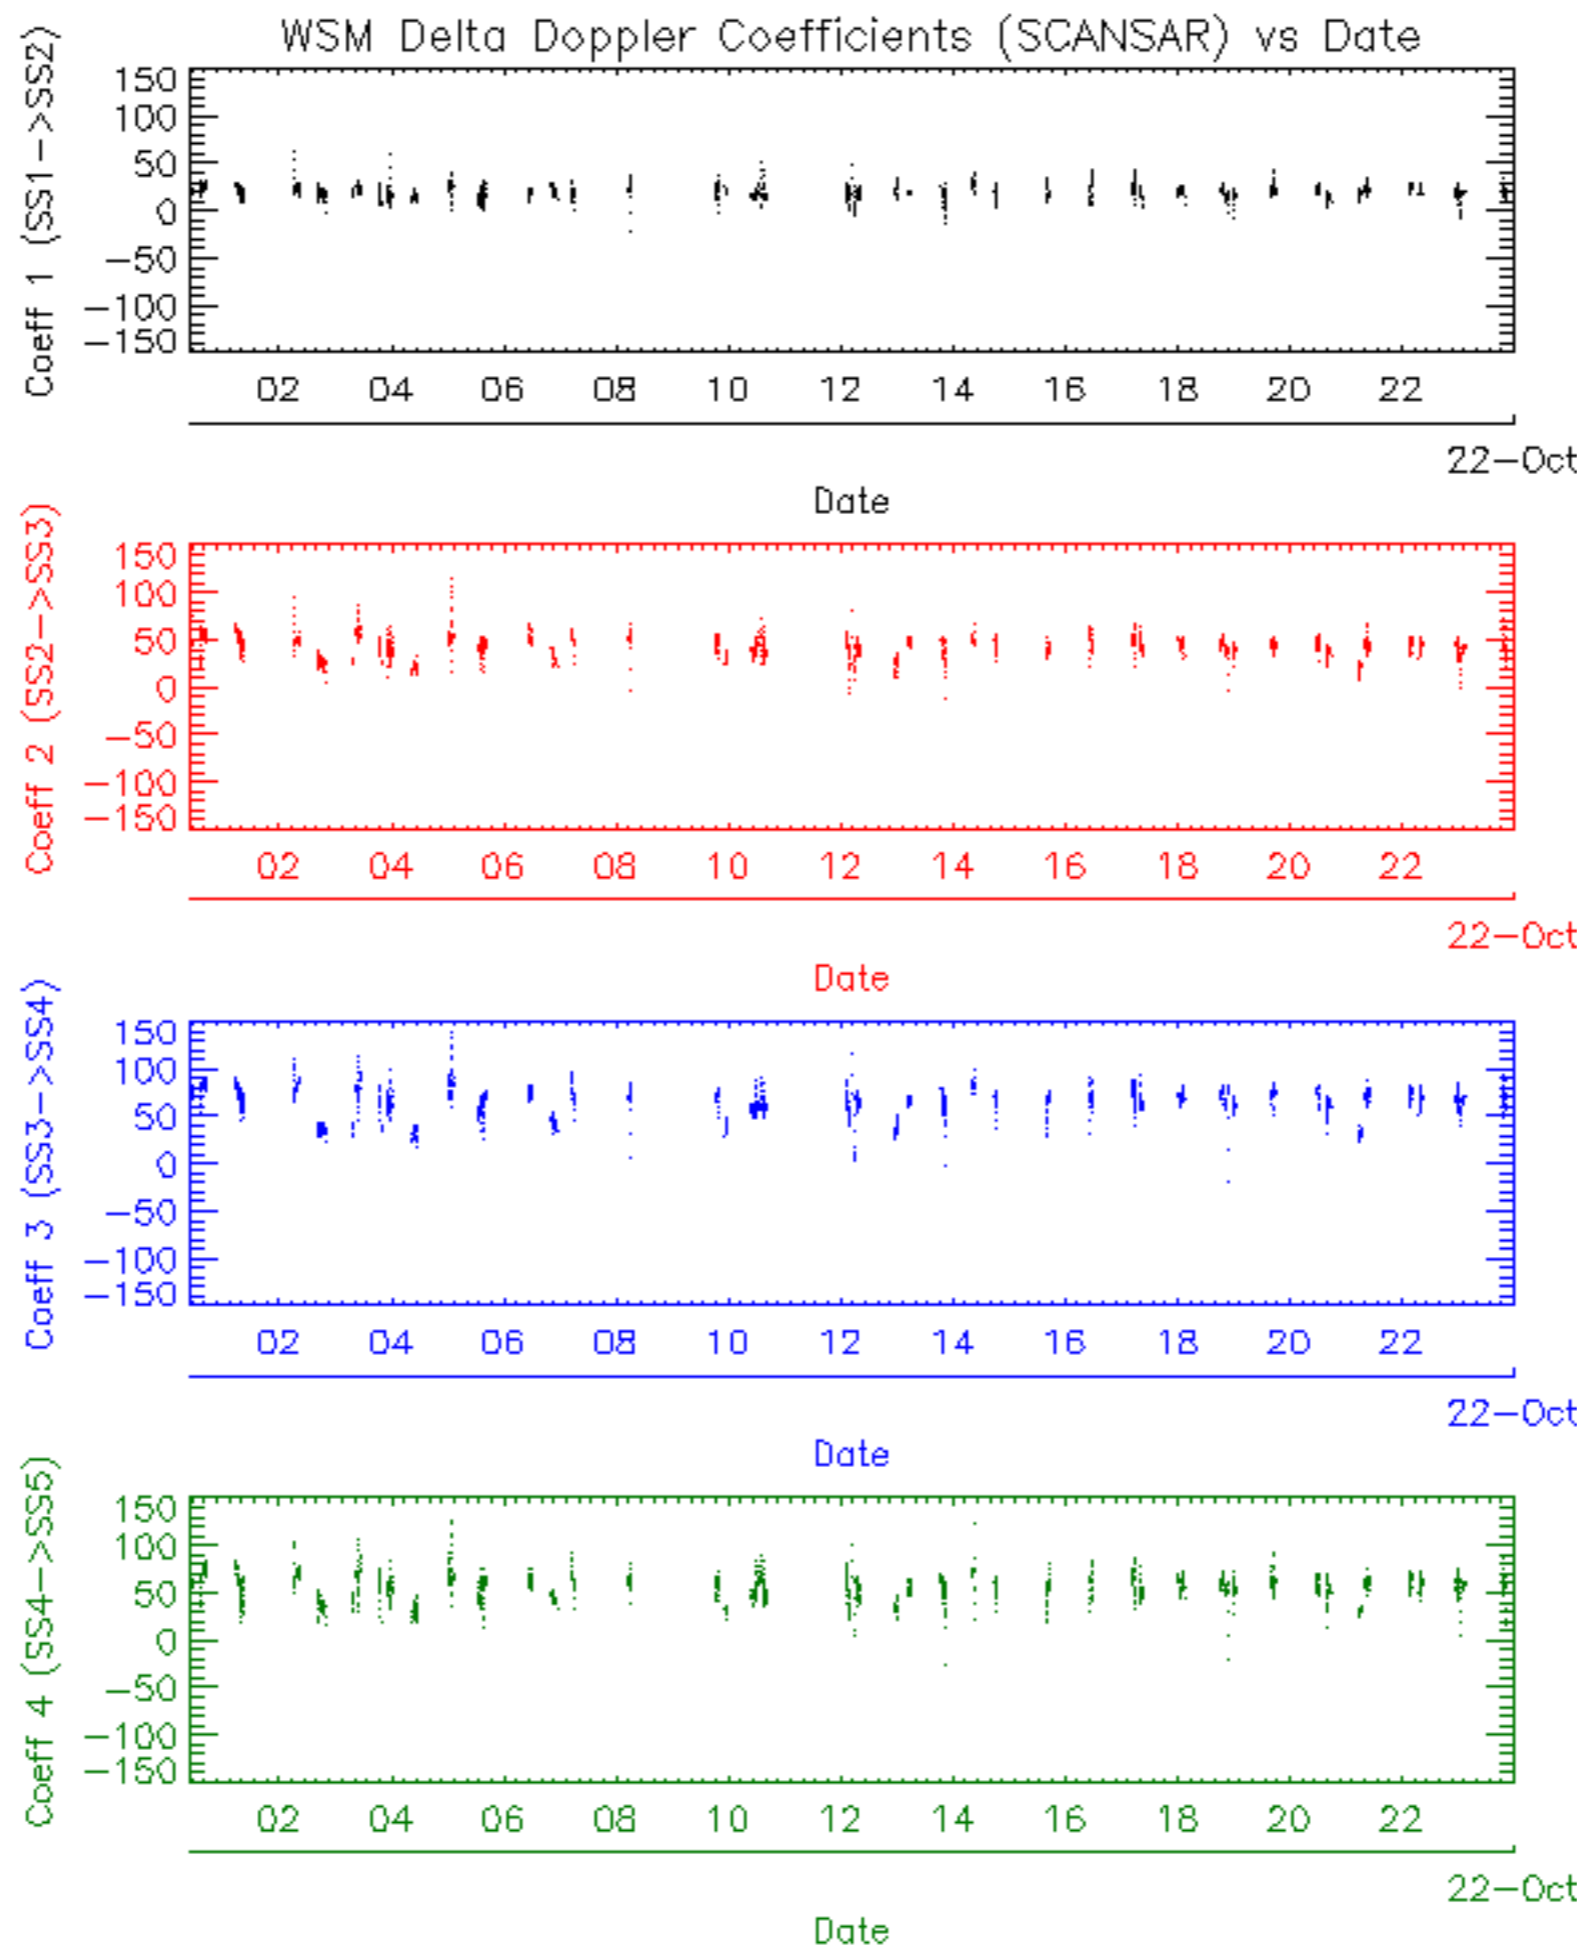 WSM Delta Doppler Coefficients (SCANSAR) vs Date
Coeff 1 (SS1->SS2)
150
100
50
0
-50
-100
-150
02 04 06 08 10 12 14 16 18 20 22
22-Oct
Date
Coeff 2 (SS2->SS3)
150
100
50
0
-50
-100
-150
02 04 06 08 10 12 14 16 18 20 22
22-Oct
Date
Coeff 3 (SS3->SS4)
150
100
50
0
-50
-100
-150
02 04 06 08 10 12 14 16 18 20 22
22-Oct
Date
Coeff 4 (SS4->SS5)
150
100
50
0
-50
-100
-150
02 04 06 08 10 12 14 16 18 20 22
22-Oct
Date